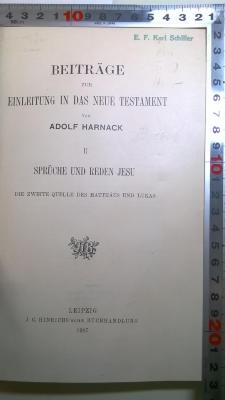 E. F. Karl Schiller
BEITRÄGE
ZUR
EINLEITUNG IN DAS NEUE TESTAMENT
VON
ADOLF HARNACK
II
SPRÜCHE UND REDEN JESU
DIE ZWEITE QUELLE DES MATTHÄUS UND LUKAS
LEIPZIG
J. C. HINRICHS'SCHE BUCHHANDLUNG
1907